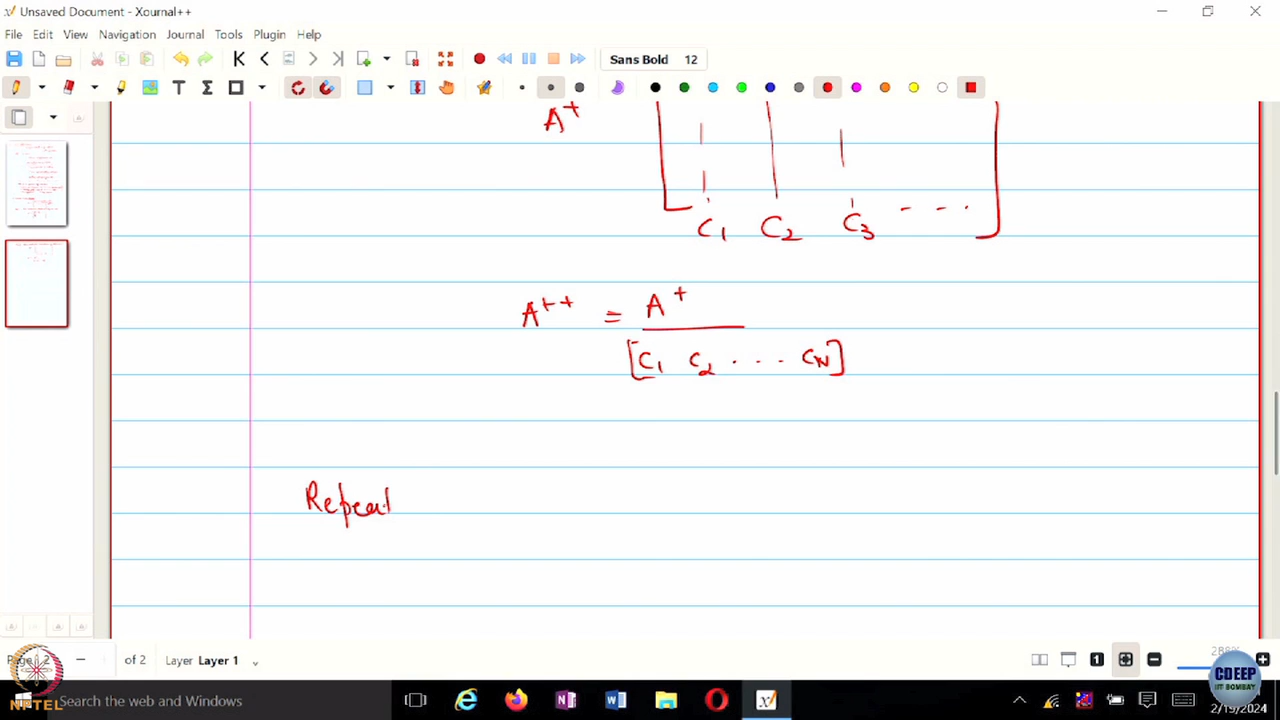 Unsaved Document - Xournal++
File Edit View Navigation Journal Tools Plugin Help
Sans Bold 12
A+
C1 C2 C3 - - -
A++ = A+
[C1 C2 . . . CN]
Repeat
of 2 Layer Layer 1
NPTEL
Search the web and Windows
CDEEP
IIT BOMBAY
2/19/2024